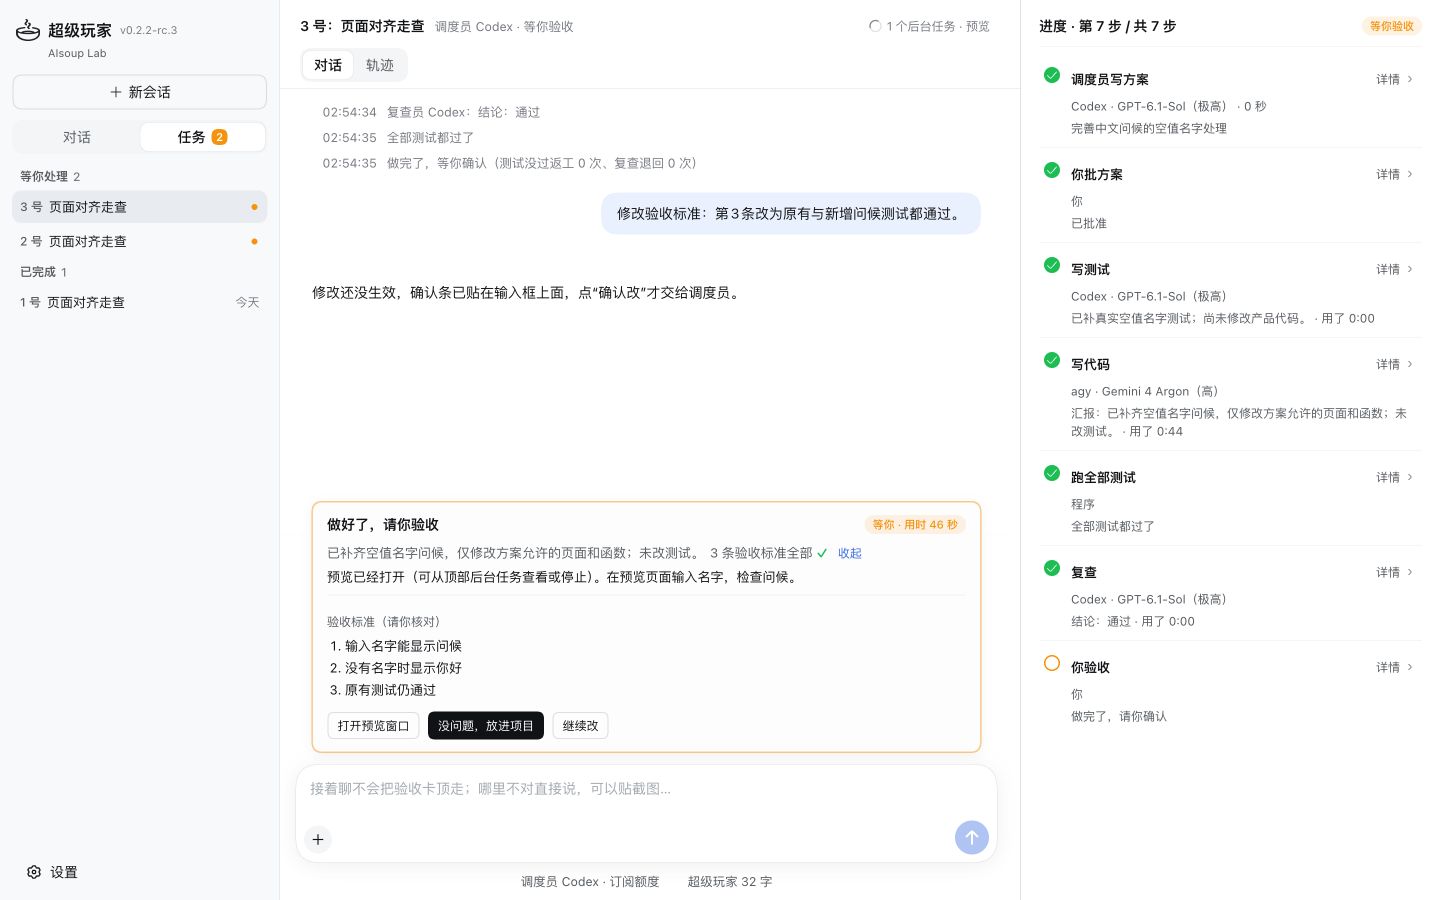 超级玩家 v0.2.2-rc.3
AIsoup Lab
新会话
对话 任务 2
等你处理 2
3 号 页面对齐走查
2 号 页面对齐走查
已完成 1
1 号 页面对齐走查 今天
设置
3 号：页面对齐走查 调度员 Codex · 等你验收 1 个后台任务 · 预览
对话 轨迹
02:54:34 复查员 Codex：结论：通过
02:54:35 全部测试都过了
02:54:35 做完了，等你确认（测试没过返工 0 次、复查退回 0 次）
修改验收标准：第3条改为原有与新增问候测试都通过。
修改还没生效，确认条已贴在输入框上面，点“确认改”才交给调度员。
做好了，请你验收 等你 · 用时 46 秒
已补齐空值名字问候，仅修改方案允许的页面和函数；未改测试。 3 条验收标准全部 ✓ 收起
预览已经打开（可从顶部后台任务查看或停止）。在预览页面输入名字，检查问候。
验收标准（请你核对）
1. 输入名字能显示问候
2. 没有名字时显示你好
3. 原有测试仍通过
打开预览窗口 没问题，放进项目 继续改
接着聊不会把验收卡顶走；哪里不对直接说，可以贴截图...
调度员 Codex · 订阅额度 超级玩家 32 字
进度 · 第 7 步 / 共 7 步 等你验收
调度员写方案 详情
Codex · GPT-6.1-Sol（极高） · 0 秒
完善中文问候的空值名字处理
你批方案 详情
你
已批准
写测试 详情
Codex · GPT-6.1-Sol（极高）
已补真实空值名字测试；尚未修改产品代码。 · 用了 0:00
写代码 详情
agy · Gemini 4 Argon（高）
汇报：已补齐空值名字问候，仅修改方案允许的页面和函数；未
改测试。 · 用了 0:44
跑全部测试 详情
程序
全部测试都过了
复查 详情
Codex · GPT-6.1-Sol（极高）
结论：通过 · 用了 0:00
你验收 详情
你
做完了，请你确认